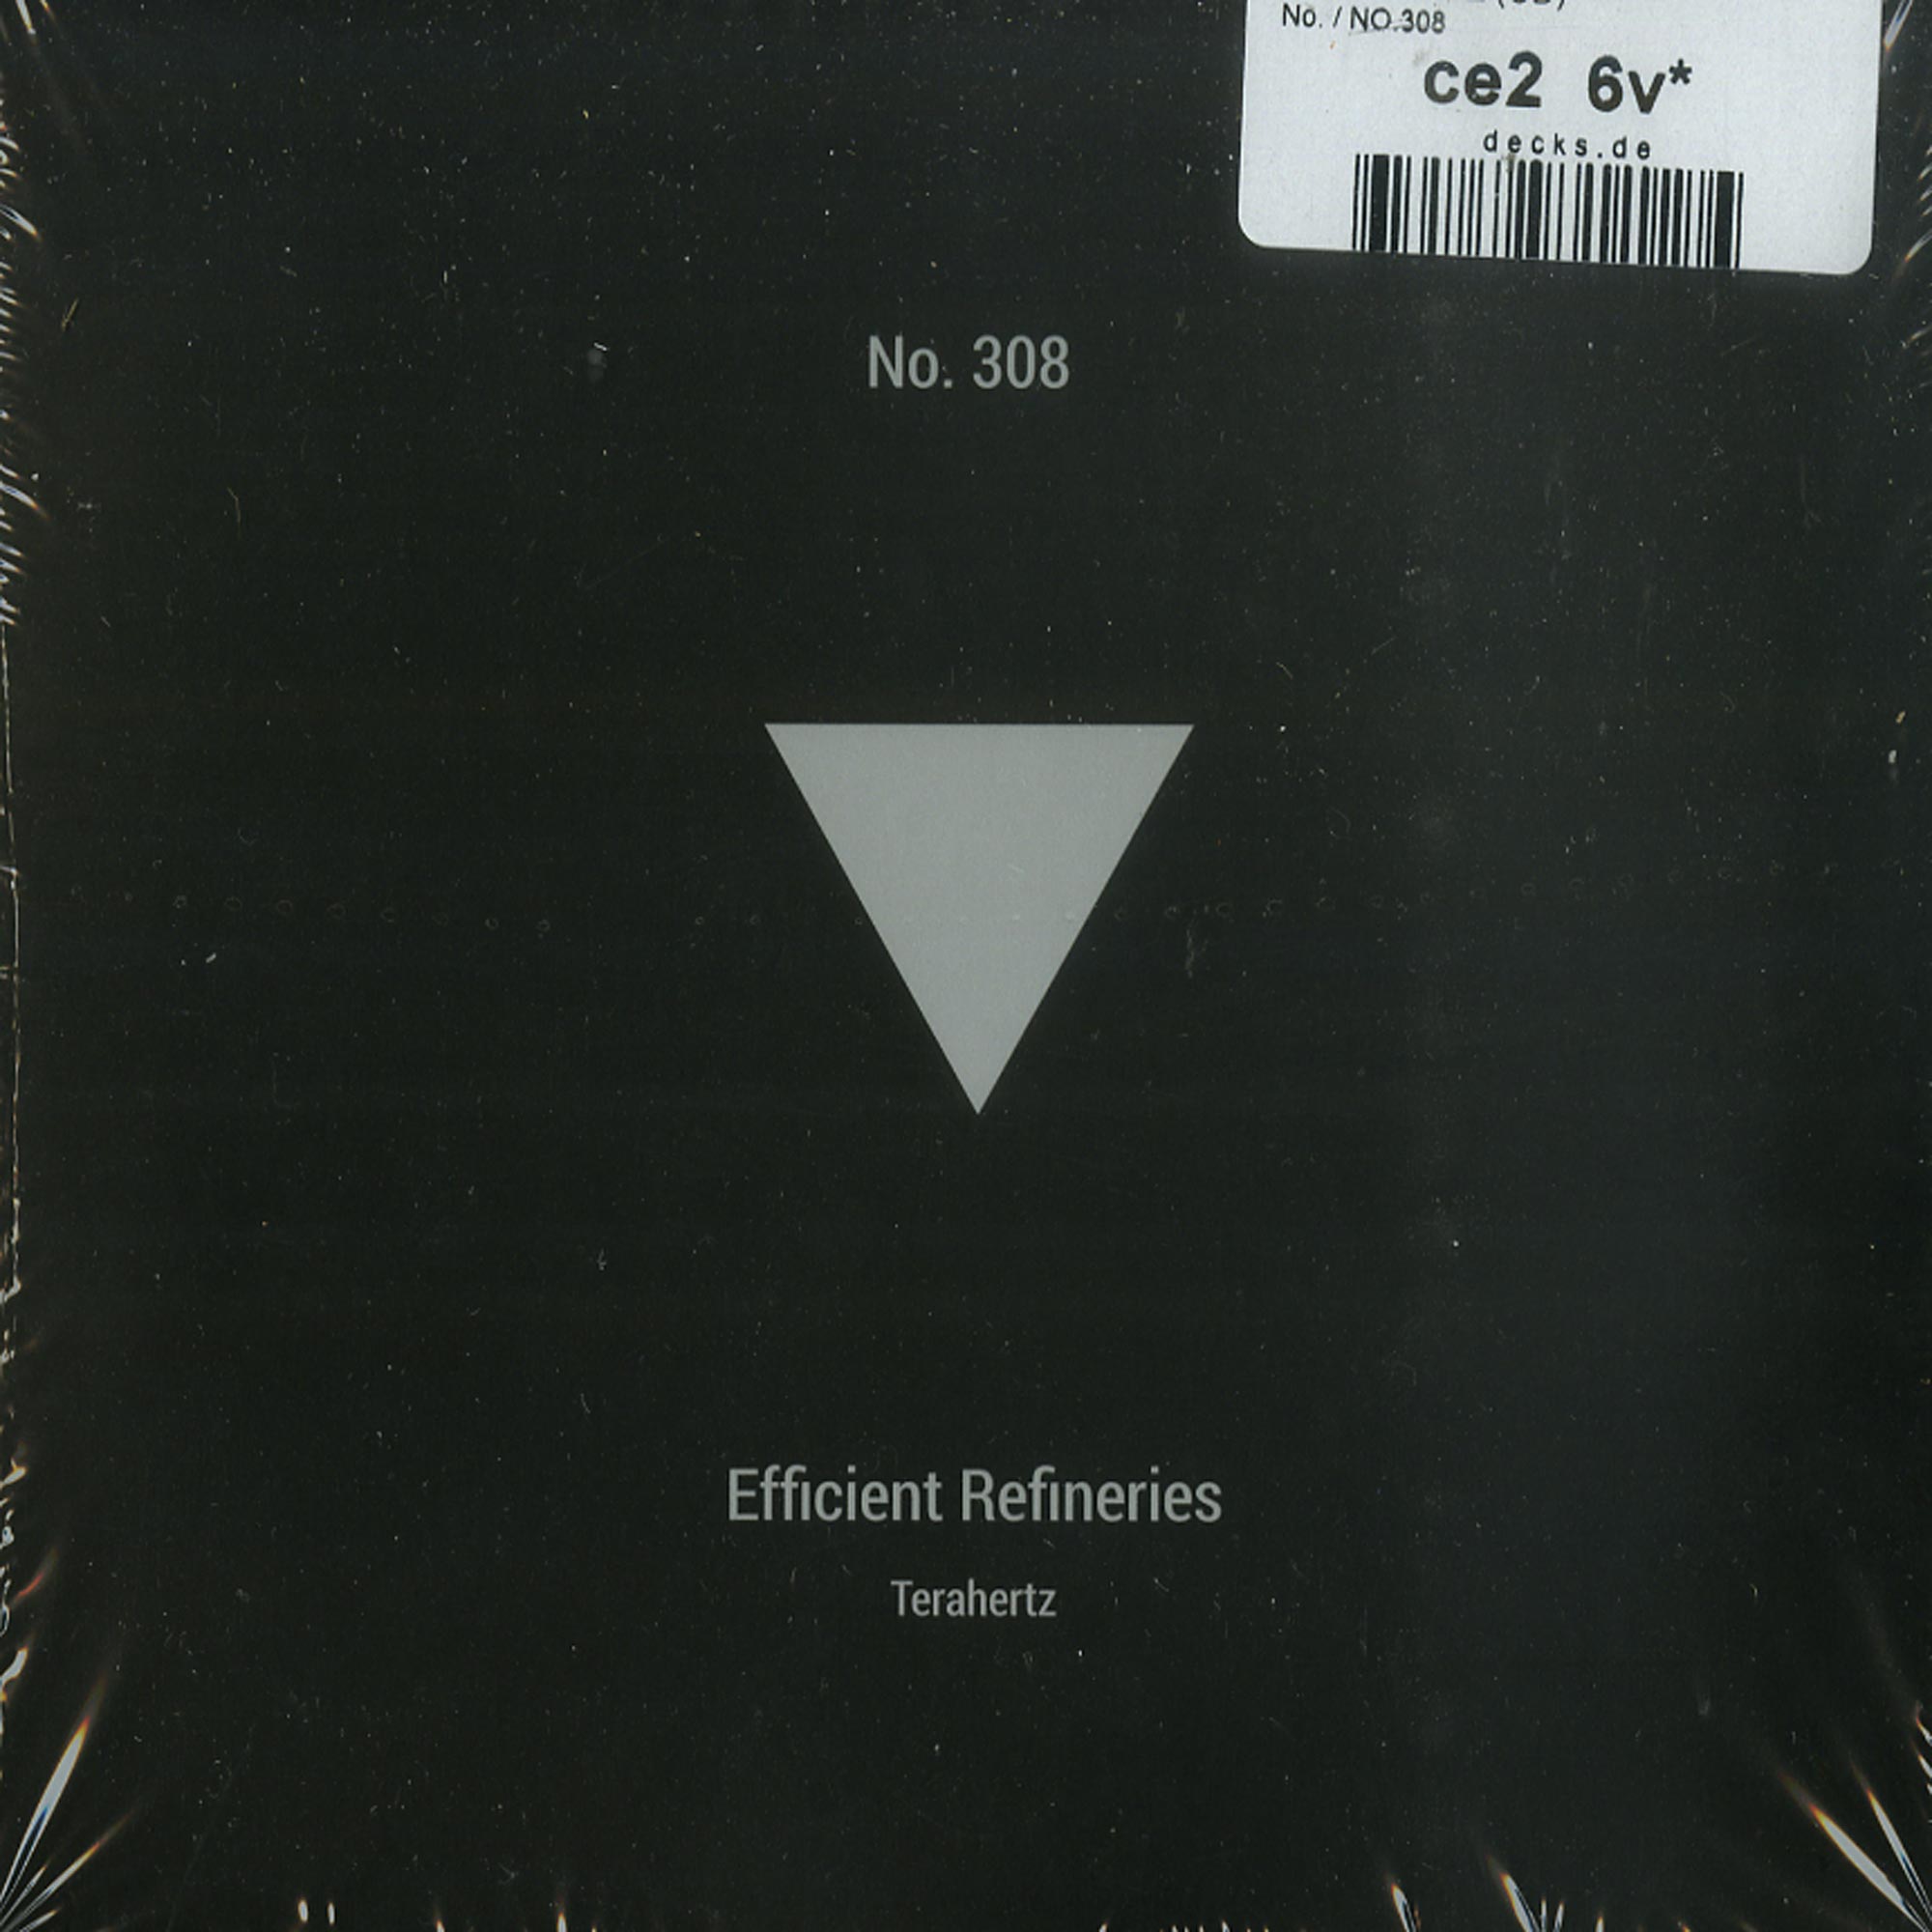 No. / NO.308
ce2 6v*
decks.de
No. 308
Efficient Refineries
Terahertz